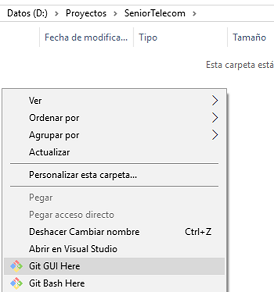 Datos (D:) > Proyectos > SeniorTelecom >
Fecha de modifica... Tipo Tamaño
Esta carpeta está
Ver
Ordenar por
Agrupar por
Actualizar
Personalizar esta carpeta...
Pegar
Pegar acceso directo
Deshacer Cambiar nombre Ctrl+Z
Abrir en Visual Studio
Git GUI Here
Git Bash Here